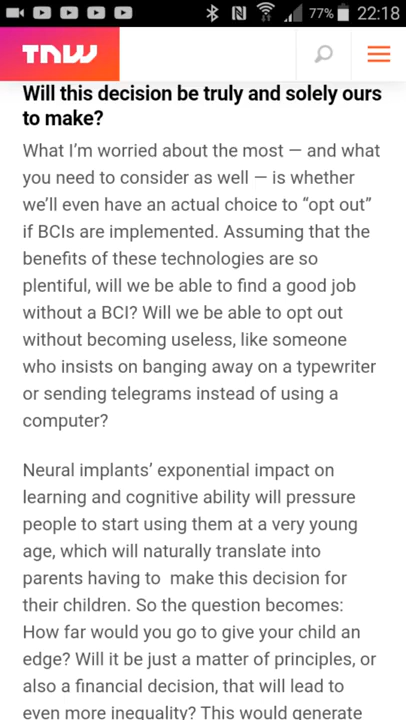 77% 22:18
TNW
Will this decision be truly and solely ours
to make?
What I'm worried about the most — and what
you need to consider as well — is whether
we'll even have an actual choice to “opt out”
if BCIs are implemented. Assuming that the
benefits of these technologies are so
plentiful, will we be able to find a good job
without a BCI? Will we be able to opt out
without becoming useless, like someone
who insists on banging away on a typewriter
or sending telegrams instead of using a
computer?
Neural implants’ exponential impact on
learning and cognitive ability will pressure
people to start using them at a very young
age, which will naturally translate into
parents having to  make this decision for
their children. So the question becomes:
How far would you go to give your child an
edge? Will it be just a matter of principles, or
also a financial decision, that will lead to
even more inequality? This would generate